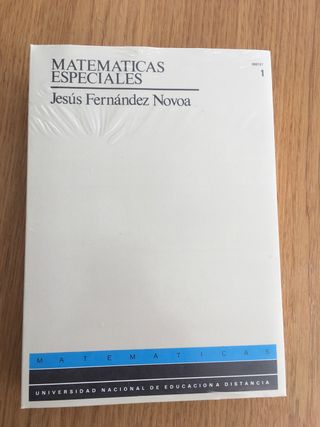 MATEMATICAS
ESPECIALES
Jesús Fernández Novoa
1
MATEMATICAS
UNIVERSIDAD NACIONAL DE EDUCACION A DISTANCIA